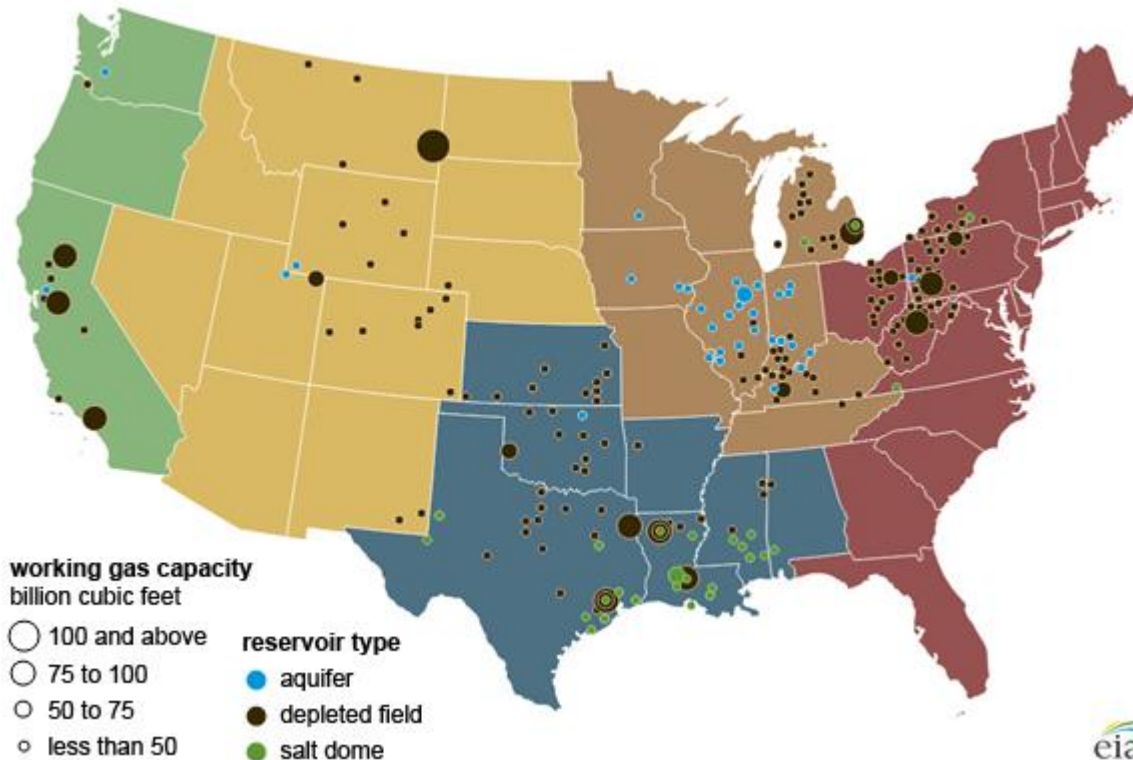 working gas capacity
billion cubic feet
100 and above
75 to 100
50 to 75
less than 50
reservoir type
aquifer
depleted field
salt dome
eia